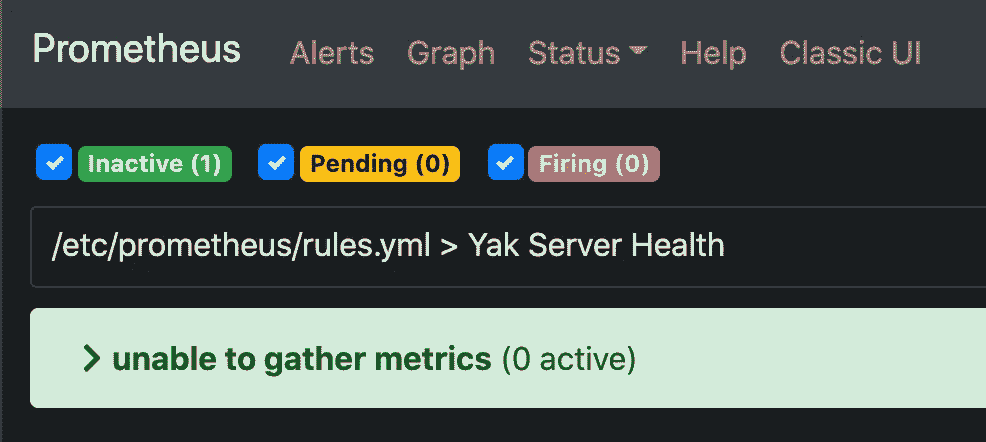 Prometheus Alerts Graph Status Help Classic UI
Inactive (1) Pending (0) Firing (0)
/etc/prometheus/rules.yml > Yak Server Health
unable to gather metrics (0 active)